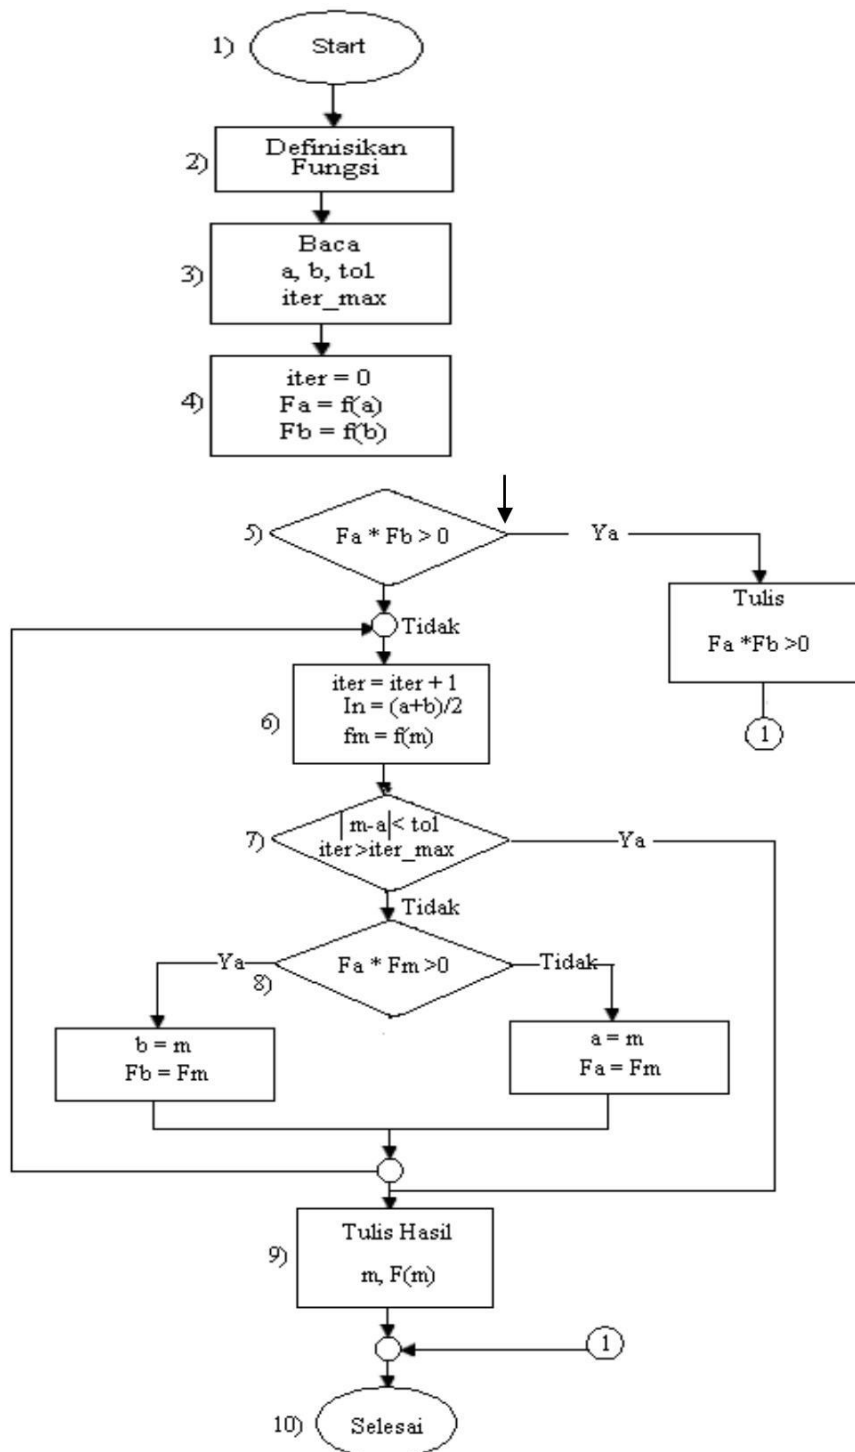 1) Start
2) Definisikan
Fungsi
3) Baca
a, b, tol
iter_max
4) iter = 0
Fa = f(a)
Fb = f(b)
5) Fa * Fb > 0
Ya
Tulis
Fa *Fb >0
1
Tidak
6) iter = iter + 1
In = (a+b)/2
fm = f(m)
7) |m-a|< tol
iter>iter_max
Ya
Tidak
8) Fa * Fm >0
Ya
Tidak
b = m
Fb = Fm
a = m
Fa = Fm
9) Tulis Hasil
m, F(m)
1
10) Selesai